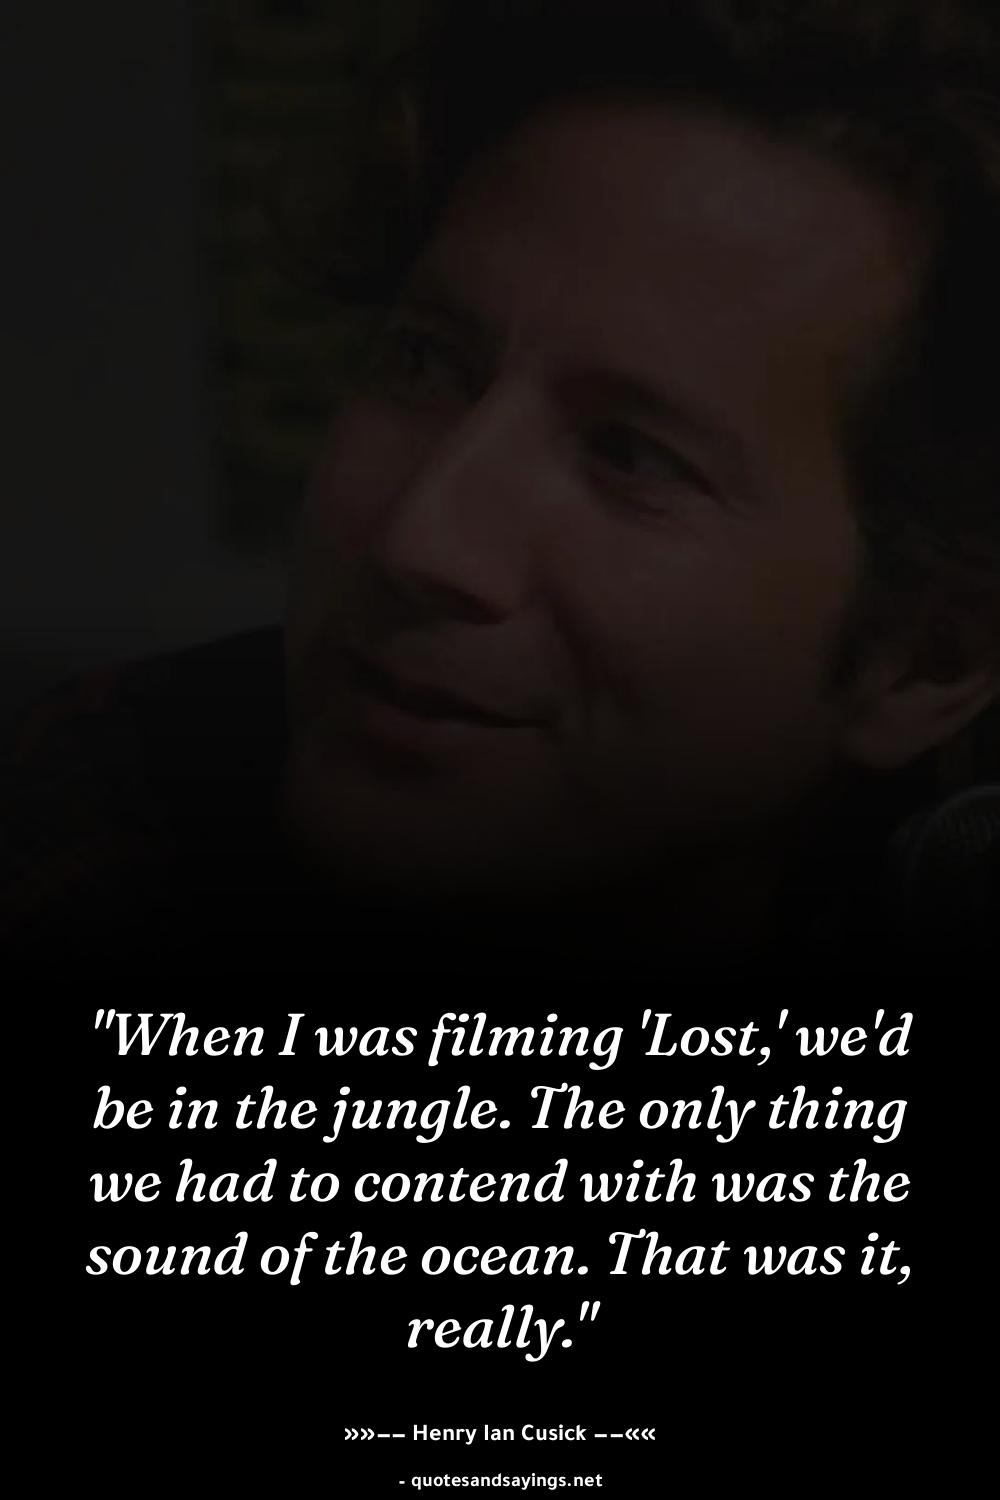 "When I was filming 'Lost,' we'd
be in the jungle. The only thing
we had to contend with was the
sound of the ocean. That was it,
really."
»»–– Henry Ian Cusick ––««
- quotesandsayings.net